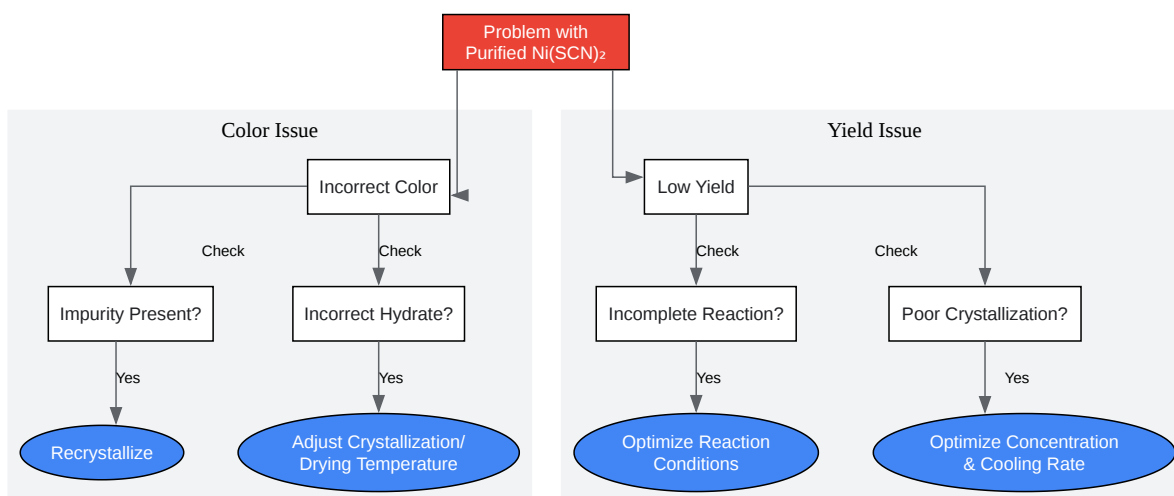 Problem with
Purified Ni(SCN)₂
Color Issue
Yield Issue
Incorrect Color
Low Yield
Check
Check
Check
Check
Impurity Present?
Incorrect Hydrate?
Incomplete Reaction?
Poor Crystallization?
Yes
Yes
Yes
Yes
Recrystallize
Adjust Crystallization/
Drying Temperature
Optimize Reaction
Conditions
Optimize Concentration
& Cooling Rate